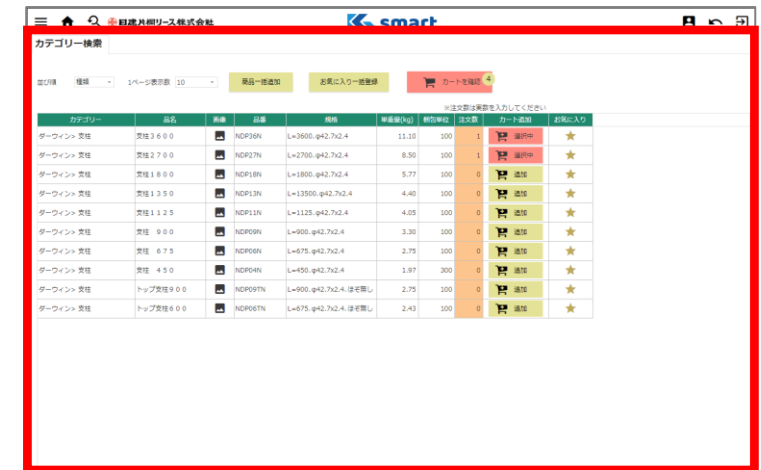 日建片桐リース株式会社 smart
カテゴリー検索
並び順 種類 1ページ表示数 10 商品一括追加 お気に入り一括登録 カートを確認 4
※注文数は実数を入力してください
カテゴリー 品名 画像 品番 規格 単重量(kg) 梱包単位 注文数 カート追加 お気に入り
ダーウィン> 支柱 支柱３６００ NDP36N L=3600.φ42.7x2.4 11.10 100 1 選択中
ダーウィン> 支柱 支柱２７００ NDP27N L=2700.φ42.7x2.4 8.50 100 1 選択中
ダーウィン> 支柱 支柱１８００ NDP18N L=1800.φ42.7x2.4 5.77 100 0 追加
ダーウィン> 支柱 支柱１３５０ NDP13N L=13500.φ42.7x2.4 4.40 100 0 追加
ダーウィン> 支柱 支柱１１２５ NDP11N L=1125.φ42.7x2.4 4.05 100 0 追加
ダーウィン> 支柱 支柱　９００ NDP09N L=900.φ42.7x2.4 3.30 100 0 追加
ダーウィン> 支柱 支柱　６７５ NDP06N L=675.φ42.7x2.4 2.75 100 0 追加
ダーウィン> 支柱 支柱　４５０ NDP04N L=450.φ42.7x2.4 1.97 300 0 追加
ダーウィン> 支柱 トップ支柱９００ NDP09TN L=900.φ42.7x2.4.ほぞ無し 2.75 100 0 追加
ダーウィン> 支柱 トップ支柱６００ NDP06TN L=675.φ42.7x2.4.ほぞ無し 2.43 100 0 追加